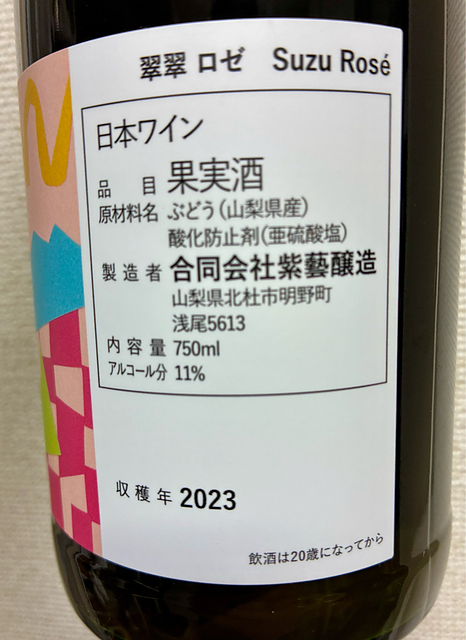 翠翠 ロゼ　Suzu Rosé
日本ワイン
品　目 果実酒
原材料名 ぶどう（山梨県産）
酸化防止剤（亜硫酸塩）
製造者 合同会社紫藝醸造
山梨県北杜市明野町
浅尾5613
内容量 750ml
アルコール分 11%
収穫年 2023
飲酒は20歳になってから